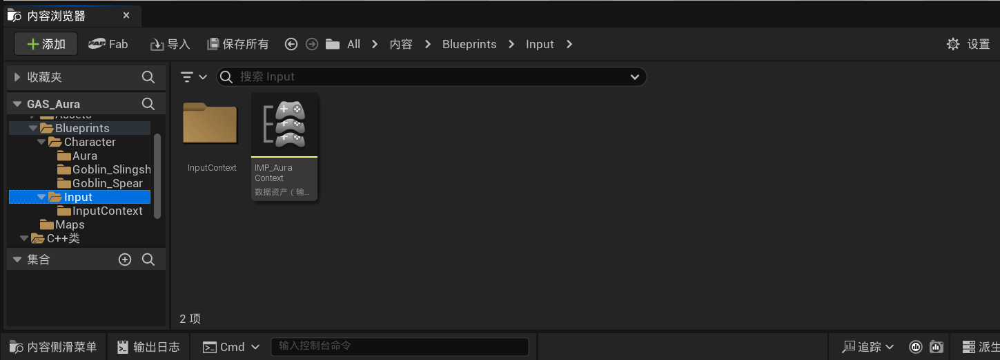 内容浏览器
添加 Fab 导入 保存所有 All 内容 Blueprints Input 设置
收藏夹
搜索 Input
GAS_Aura
Assets
Blueprints
Character
Aura
Goblin_Slingsh
Goblin_Spear
Input
InputContext
Maps
C++类
集合
InputContext
IMP_Aura
Context
数据资产（输...
2 项
内容侧滑菜单 输出日志 Cmd 输入控制台命令 追踪 派生